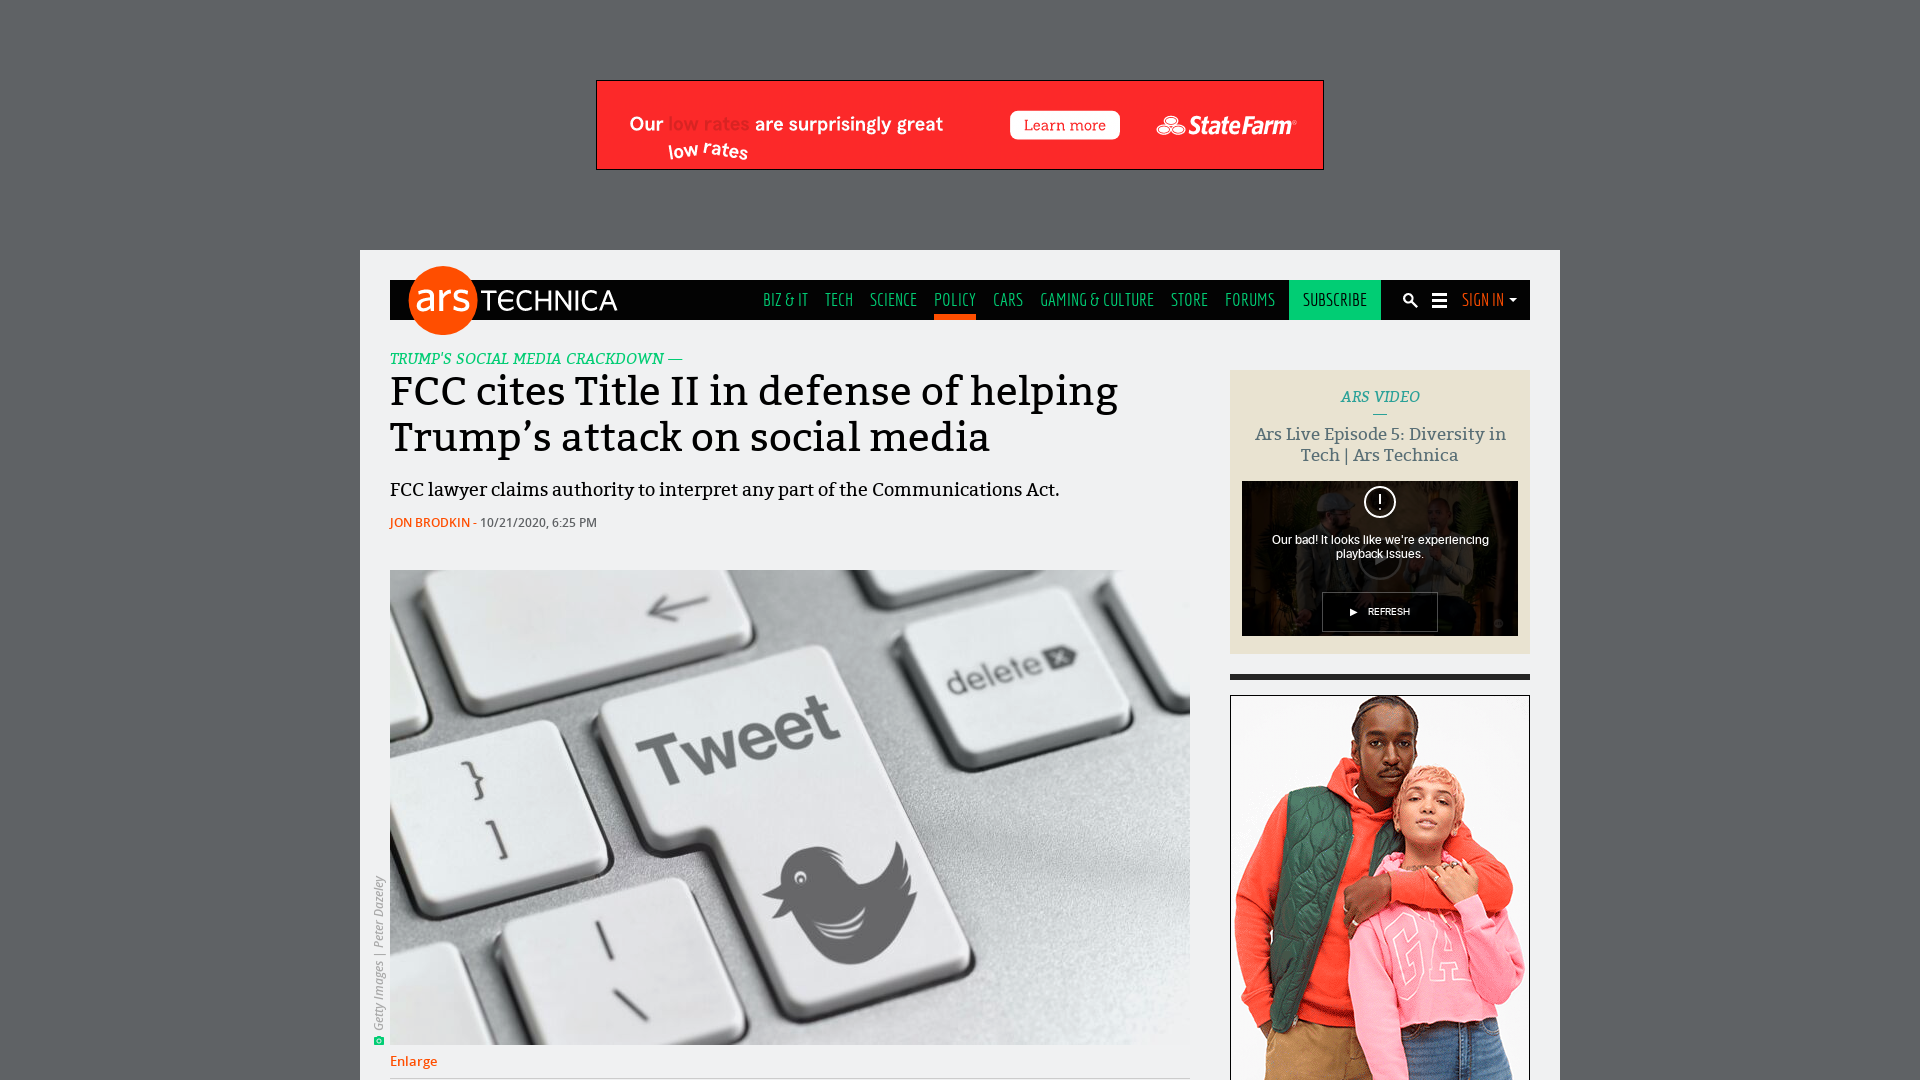 Our low rates are surprisingly great
low rates
Learn more
StateFarm
ars TECHNICA
BIZ & IT TECH SCIENCE POLICY CARS GAMING & CULTURE STORE FORUMS SUBSCRIBE SIGN IN
TRUMP'S SOCIAL MEDIA CRACKDOWN —
FCC cites Title II in defense of helping
Trump’s attack on social media
FCC lawyer claims authority to interpret any part of the Communications Act.
JON BRODKIN - 10/21/2020, 6:25 PM
Tweet
delete
}
]
|
\
Getty Images | Peter Dazeley
Enlarge
ARS VIDEO
—
Ars Live Episode 5: Diversity in
Tech | Ars Technica
!
Our bad! It looks like we're experiencing
playback issues.
REFRESH
GA